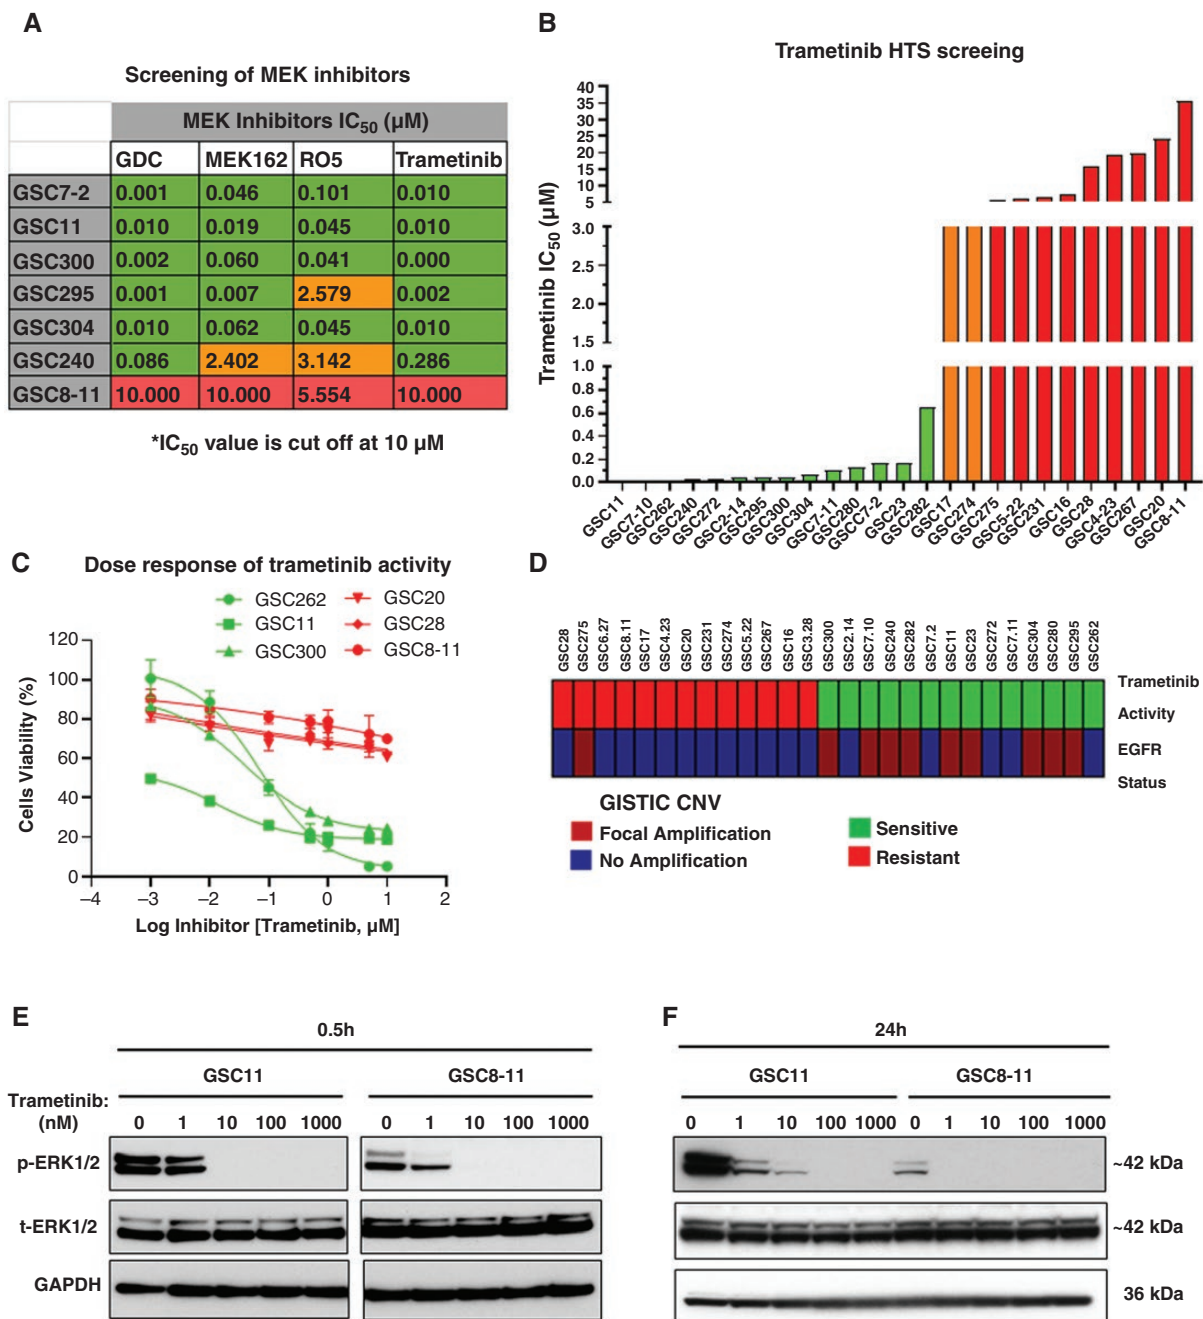 A
Screening of MEK inhibitors
MEK Inhibitors IC50 (µM)
GDC MEK162 RO5 Trametinib
GSC7-2 0.001 0.046 0.101 0.010
GSC11 0.010 0.019 0.045 0.010
GSC300 0.002 0.060 0.041 0.000
GSC295 0.001 0.007 2.579 0.002
GSC304 0.010 0.062 0.045 0.010
GSC240 0.086 2.402 3.142 0.286
GSC8-11 10.000 10.000 5.554 10.000
*IC50 value is cut off at 10 µM
B
Trametinib HTS screeing
Trametinib IC50 (µM)
40
35
30
25
20
15
10
5
3.0
2.5
2.0
1.5
1.0
0.8
0.6
0.4
0.2
0.0
GSC11 GSC7-10 GSC262 GSC240 GSC272 GSC2-14 GSC295 GSC300 GSC304 GSC7-11 GSC280 GSCC7-2 GSC23 GSC282 GSC17 GSC274 GSC275 GSC5-22 GSC231 GSC16 GSC28 GSC4-23 GSC267 GSC20 GSC8-11
C
Dose response of trametinib activity
GSC262 GSC20
GSC11 GSC28
GSC300 GSC8-11
Cells Viability (%)
120
100
80
60
40
20
0
–4 –3 –2 –1 0 1 2
Log Inhibitor [Trametinib, µM]
D
GSC28 GSC275 GSC6.27 GSC8.11 GSC17 GSC4.23 GSC20 GSC231 GSC274 GSC5.22 GSC267 GSC16 GSC3.28 GSC300 GSC2.14 GSC7.10 GSC240 GSC282 GSC7.2 GSC11 GSC23 GSC272 GSC7.11 GSC304 GSC280 GSC295 GSC262
Trametinib
Activity
EGFR
Status
GISTIC CNV
Focal Amplification Sensitive
No Amplification Resistant
E
0.5h
GSC11 GSC8-11
Trametinib:
(nM) 0 1 10 100 1000 0 1 10 100 1000
p-ERK1/2
t-ERK1/2
GAPDH
F
24h
GSC11 GSC8-11
0 1 10 100 1000 0 1 10 100 1000
~42 kDa
~42 kDa
36 kDa